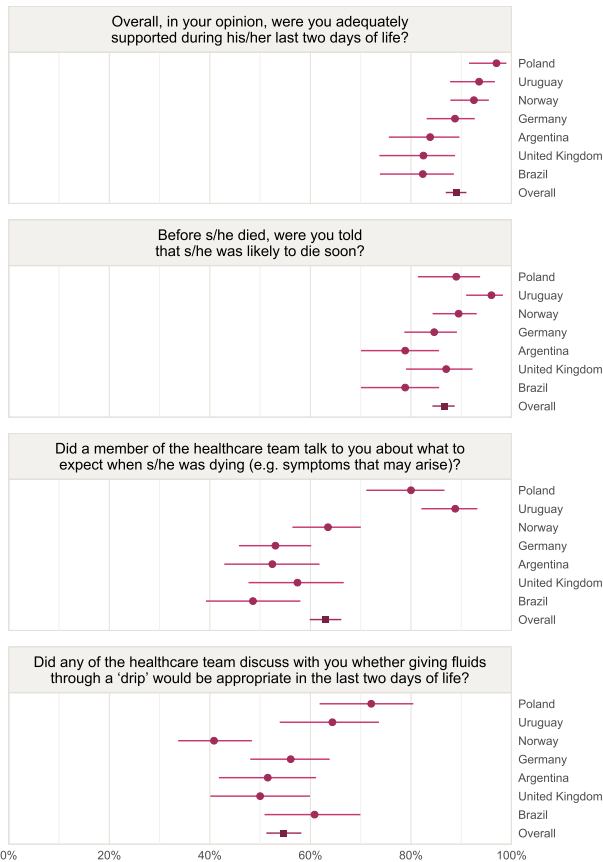 Overall, in your opinion, were you adequately
supported during his/her last two days of life?
Poland
Uruguay
Norway
Germany
Argentina
United Kingdom
Brazil
Overall
Before s/he died, were you told
that s/he was likely to die soon?
Poland
Uruguay
Norway
Germany
Argentina
United Kingdom
Brazil
Overall
Did a member of the healthcare team talk to you about what to
expect when s/he was dying (e.g. symptoms that may arise)?
Poland
Uruguay
Norway
Germany
Argentina
United Kingdom
Brazil
Overall
Did any of the healthcare team discuss with you whether giving fluids
through a ‘drip’ would be appropriate in the last two days of life?
Poland
Uruguay
Norway
Germany
Argentina
United Kingdom
Brazil
Overall
0% 20% 40% 60% 80% 100%